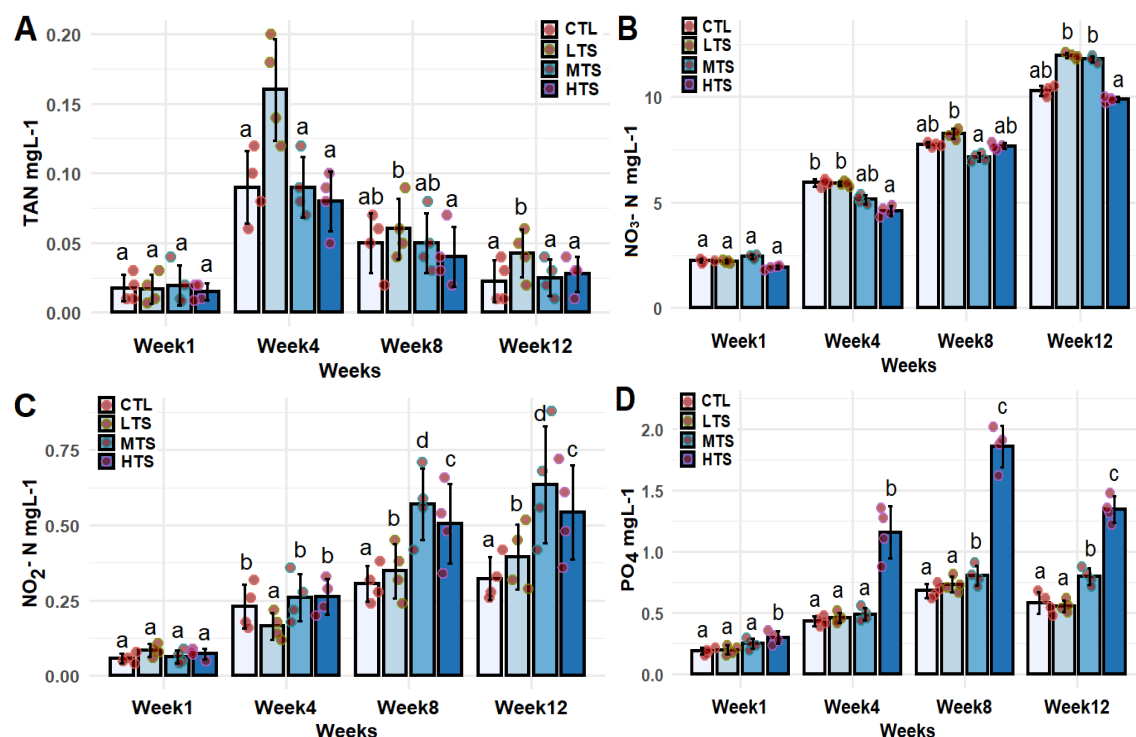 A
TAN mgL-1
0.20
0.15
0.10
0.05
0.00
CTL
LTS
MTS
HTS
a a a a
a b a a
ab b ab a
a b a a
Week1 Week4 Week8 Week12
Weeks
B
NO₃- N mgL-1
10
5
0
CTL
LTS
MTS
HTS
a a a a
b b ab a
ab b a ab
ab b b a
Week1 Week4 Week8 Week12
Weeks
C
NO₂- N mgL-1
0.75
0.50
0.25
0.00
CTL
LTS
MTS
HTS
a a a a
b a b b
a b d c
a b d c
Week1 Week4 Week8 Week12
Weeks
D
PO₄ mgL-1
2.0
1.5
1.0
0.5
0.0
CTL
LTS
MTS
HTS
a a a b
a a a b
a a b c
a a b c
Week1 Week4 Week8 Week12
Weeks